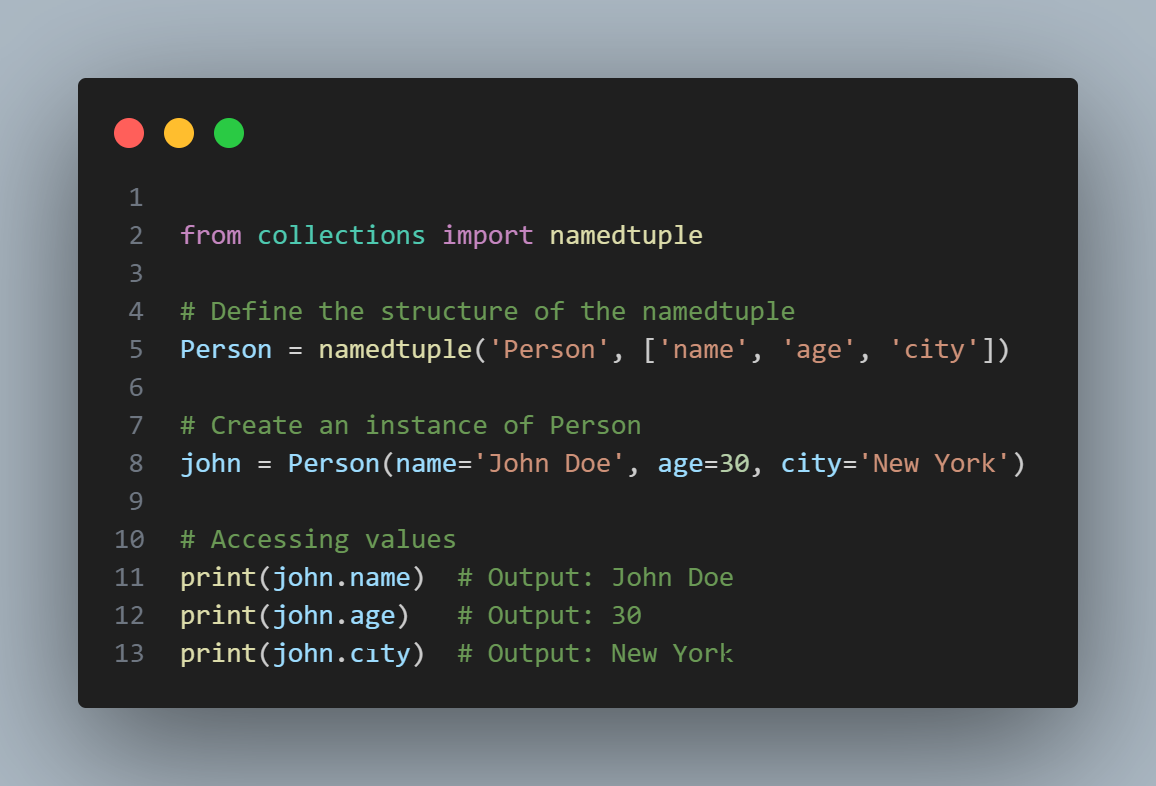 1
2 from collections import namedtuple
3
4 # Define the structure of the namedtuple
5 Person = namedtuple('Person', ['name', 'age', 'city'])
6
7 # Create an instance of Person
8 john = Person(name='John Doe', age=30, city='New York')
9
10 # Accessing values
11 print(john.name)  # Output: John Doe
12 print(john.age)   # Output: 30
13 print(john.cıty)  # Output: New York